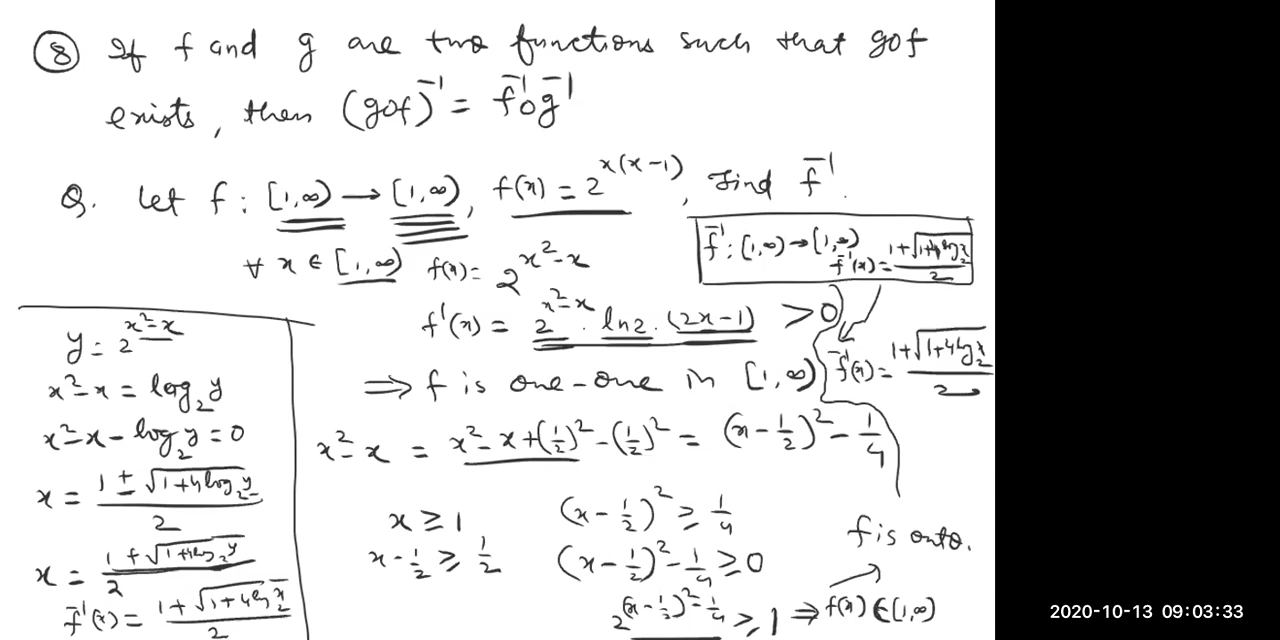 ⑧ If f and g are two functions such that gof
exists, then (gof)⁻¹ = f⁻¹og⁻¹
Q. Let f : [1,∞) → [1,∞), f(x) = 2^{x(x-1)}, Find f⁻¹.
f⁻¹ : [1,∞) → [1,∞)
f⁻¹(x) = (1+√(1+4log₂x))/2
∀ x ∈ [1,∞) f(x) = 2^{x²-x}
f'(x) = 2^{x²-x} . ln2 . (2x-1) > 0
⇒ f is one-one in [1,∞)
f⁻¹(x) = (1+√(1+4log₂x))/2
x²-x = x²-x+(1/2)²-(1/2)² = (x-1/2)² - 1/4
x ≥ 1
x-1/2 ≥ 1/2
(x-1/2)² ≥ 1/4
(x-1/2)² - 1/4 ≥ 0
2^{(x-1/2)²-1/4} ≥ 1 ⇒ f(x) ∈ [1,∞)
f is onto.
y = 2^{x²-x}
x²-x = log₂y
x²-x-log₂y = 0
x = (1±√(1+4log₂y))/2
x = (1+√(1+4log₂y))/2
f⁻¹(x) = (1+√(1+4log₂x))/2
2020-10-13 09:03:33